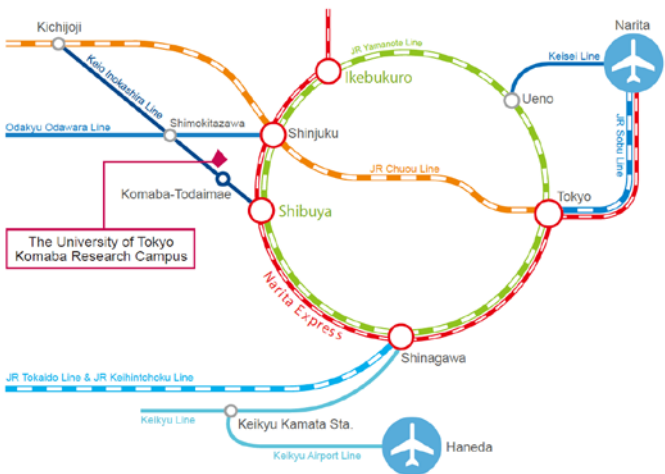 Kichijoji
Narita
JR Yamanote Line
Keisei Line
Ikebukuro
Keio Inokashira Line
Ueno
Shimokitazawa
Odakyu Odawara Line
Shinjuku
JR Sobu Line
JR Chuou Line
Komaba-Todaimae
Shibuya
Tokyo
The University of Tokyo
Komaba Research Campus
Narita Express
Shinagawa
JR Tokaido Line & JR Keihintohoku Line
Keikyu Line
Keikyu Kamata Sta.
Keikyu Airport Line
Haneda